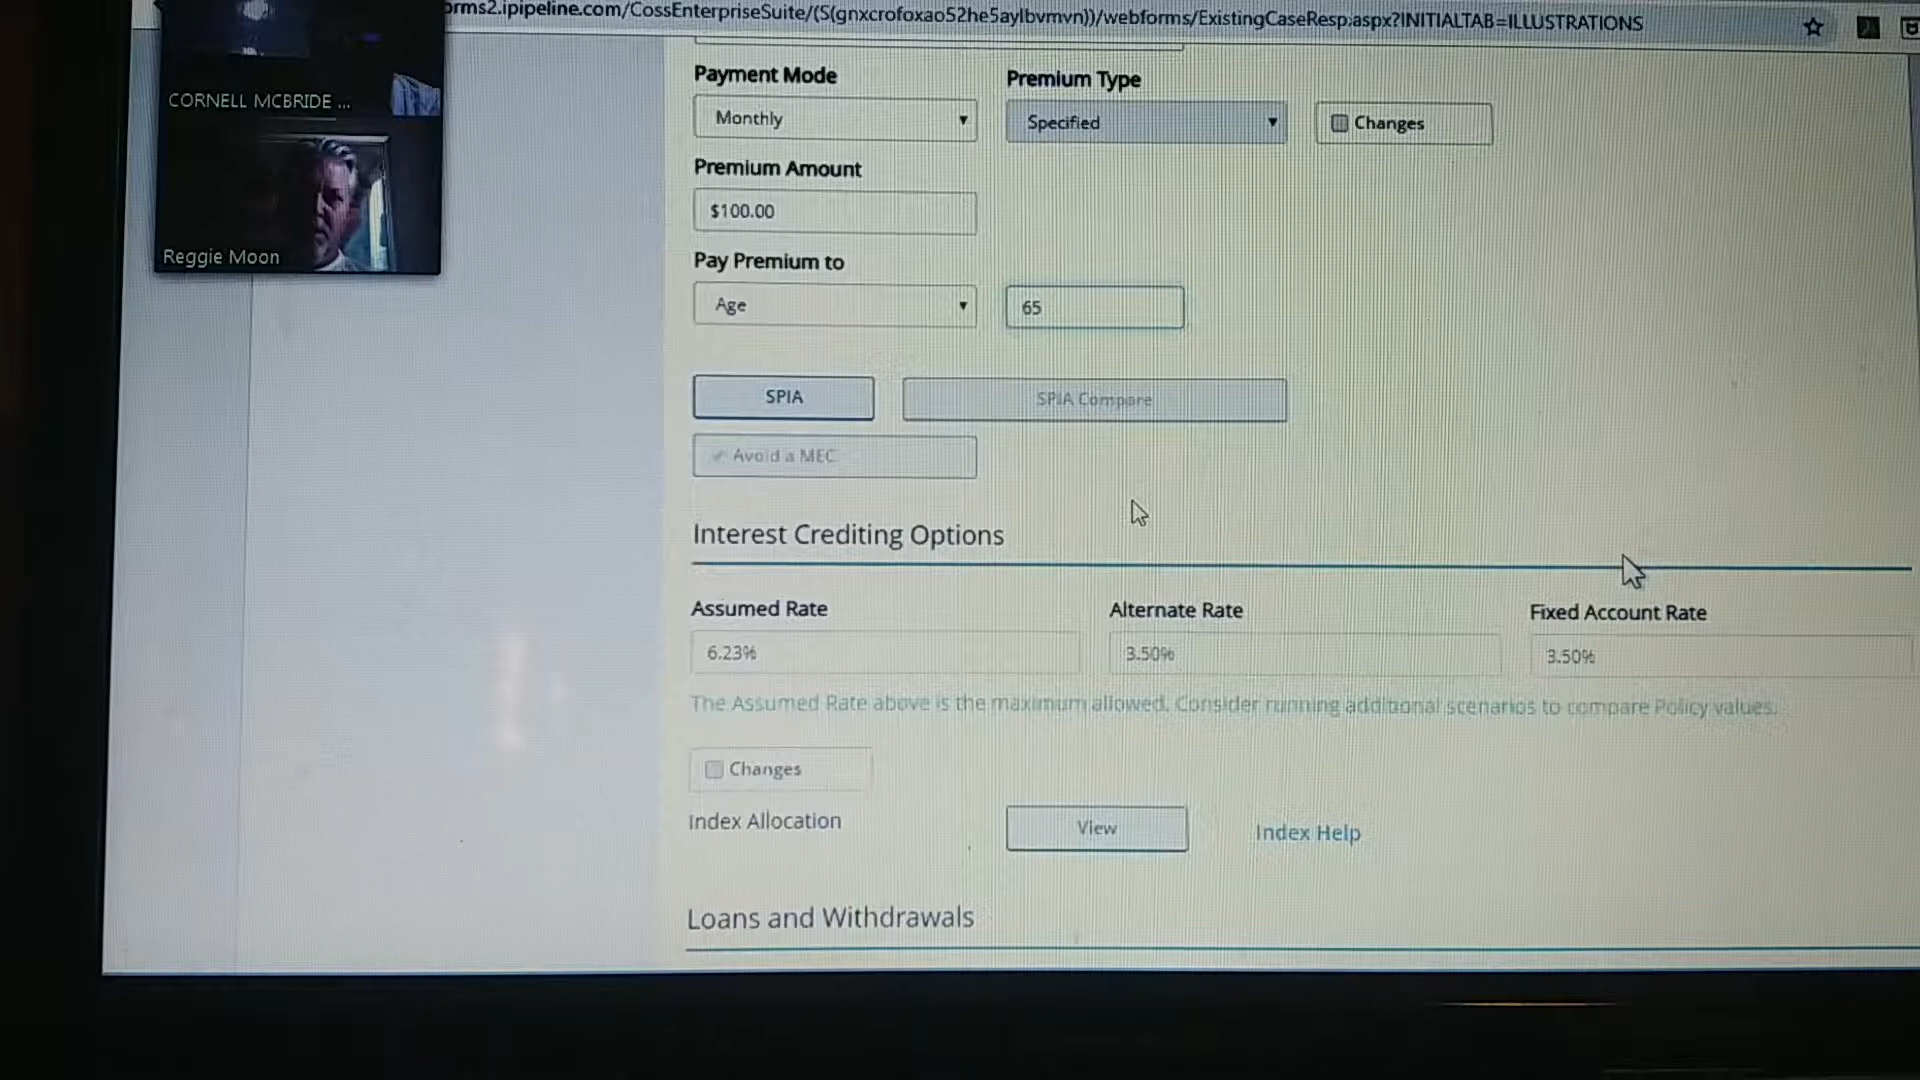 orms2.ipipeline.com/CossEnterpriseSuite/(S(gnxcrofoxao52he5aylbvmvn))/webforms/ExistingCaseResp.aspx?INITIALTAB=ILLUSTRATIONS
CORNELL MCBRIDE ...
Reggie Moon
Payment Mode
Premium Type
Monthly
Specified
Changes
Premium Amount
$100.00
Pay Premium to
Age
65
SPIA
SPIA Compare
Avoid a MEC
Interest Crediting Options
Assumed Rate
Alternate Rate
Fixed Account Rate
6.23%
3.50%
3.50%
The Assumed Rate above is the maximum allowed. Consider running additional scenarios to compare Policy values.
Changes
Index Allocation
View
Index Help
Loans and Withdrawals